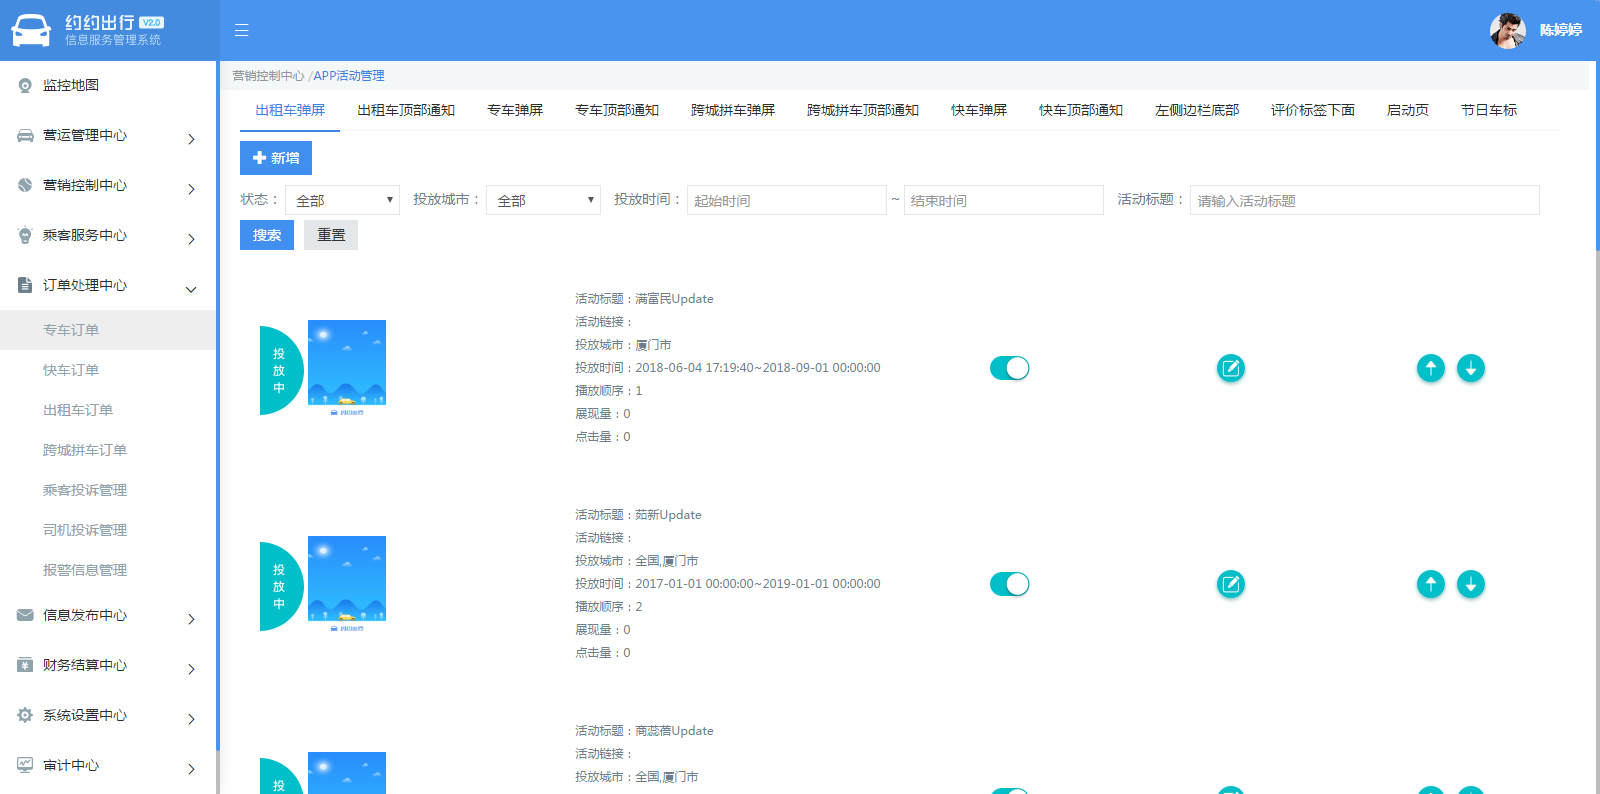 约约出行 V2.0
信息服务管理系统
陈婷婷
监控地图
营运管理中心
营销控制中心
乘客服务中心
订单处理中心
专车订单
快车订单
出租车订单
跨城拼车订单
乘客投诉管理
司机投诉管理
报警信息管理
信息发布中心
财务结算中心
系统设置中心
审计中心
营销控制中心 /APP活动管理
出租车弹屏 出租车顶部通知 专车弹屏 专车顶部通知 跨城拼车弹屏 跨城拼车顶部通知 快车弹屏 快车顶部通知 左侧边栏底部 评价标签下面 启动页 节日车标
新增
状态： 全部 投放城市： 全部 投放时间： 起始时间 ~ 结束时间 活动标题： 请输入活动标题
搜索 重置
投放中
约约出行
活动标题：满富民Update
活动链接：
投放城市：厦门市
投放时间：2018-06-04 17:19:40~2018-09-01 00:00:00
播放顺序：1
展现量：0
点击量：0
投放中
约约出行
活动标题：茹新Update
活动链接：
投放城市：全国,厦门市
投放时间：2017-01-01 00:00:00~2019-01-01 00:00:00
播放顺序：2
展现量：0
点击量：0
投
活动标题：商蕊蓓Update
活动链接：
投放城市：全国,厦门市